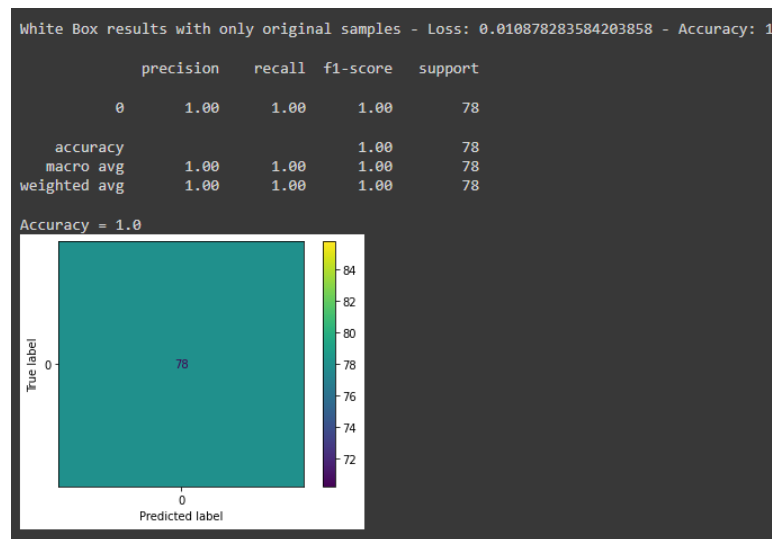 White Box results with only original samples - Loss: 0.010878283584203858 - Accuracy: 1
precision recall f1-score support
0 1.00 1.00 1.00 78
accuracy 1.00 78
macro avg 1.00 1.00 1.00 78
weighted avg 1.00 1.00 1.00 78
Accuracy = 1.0
84
82
80
78
76
74
72
True label
0
78
0
Predicted label